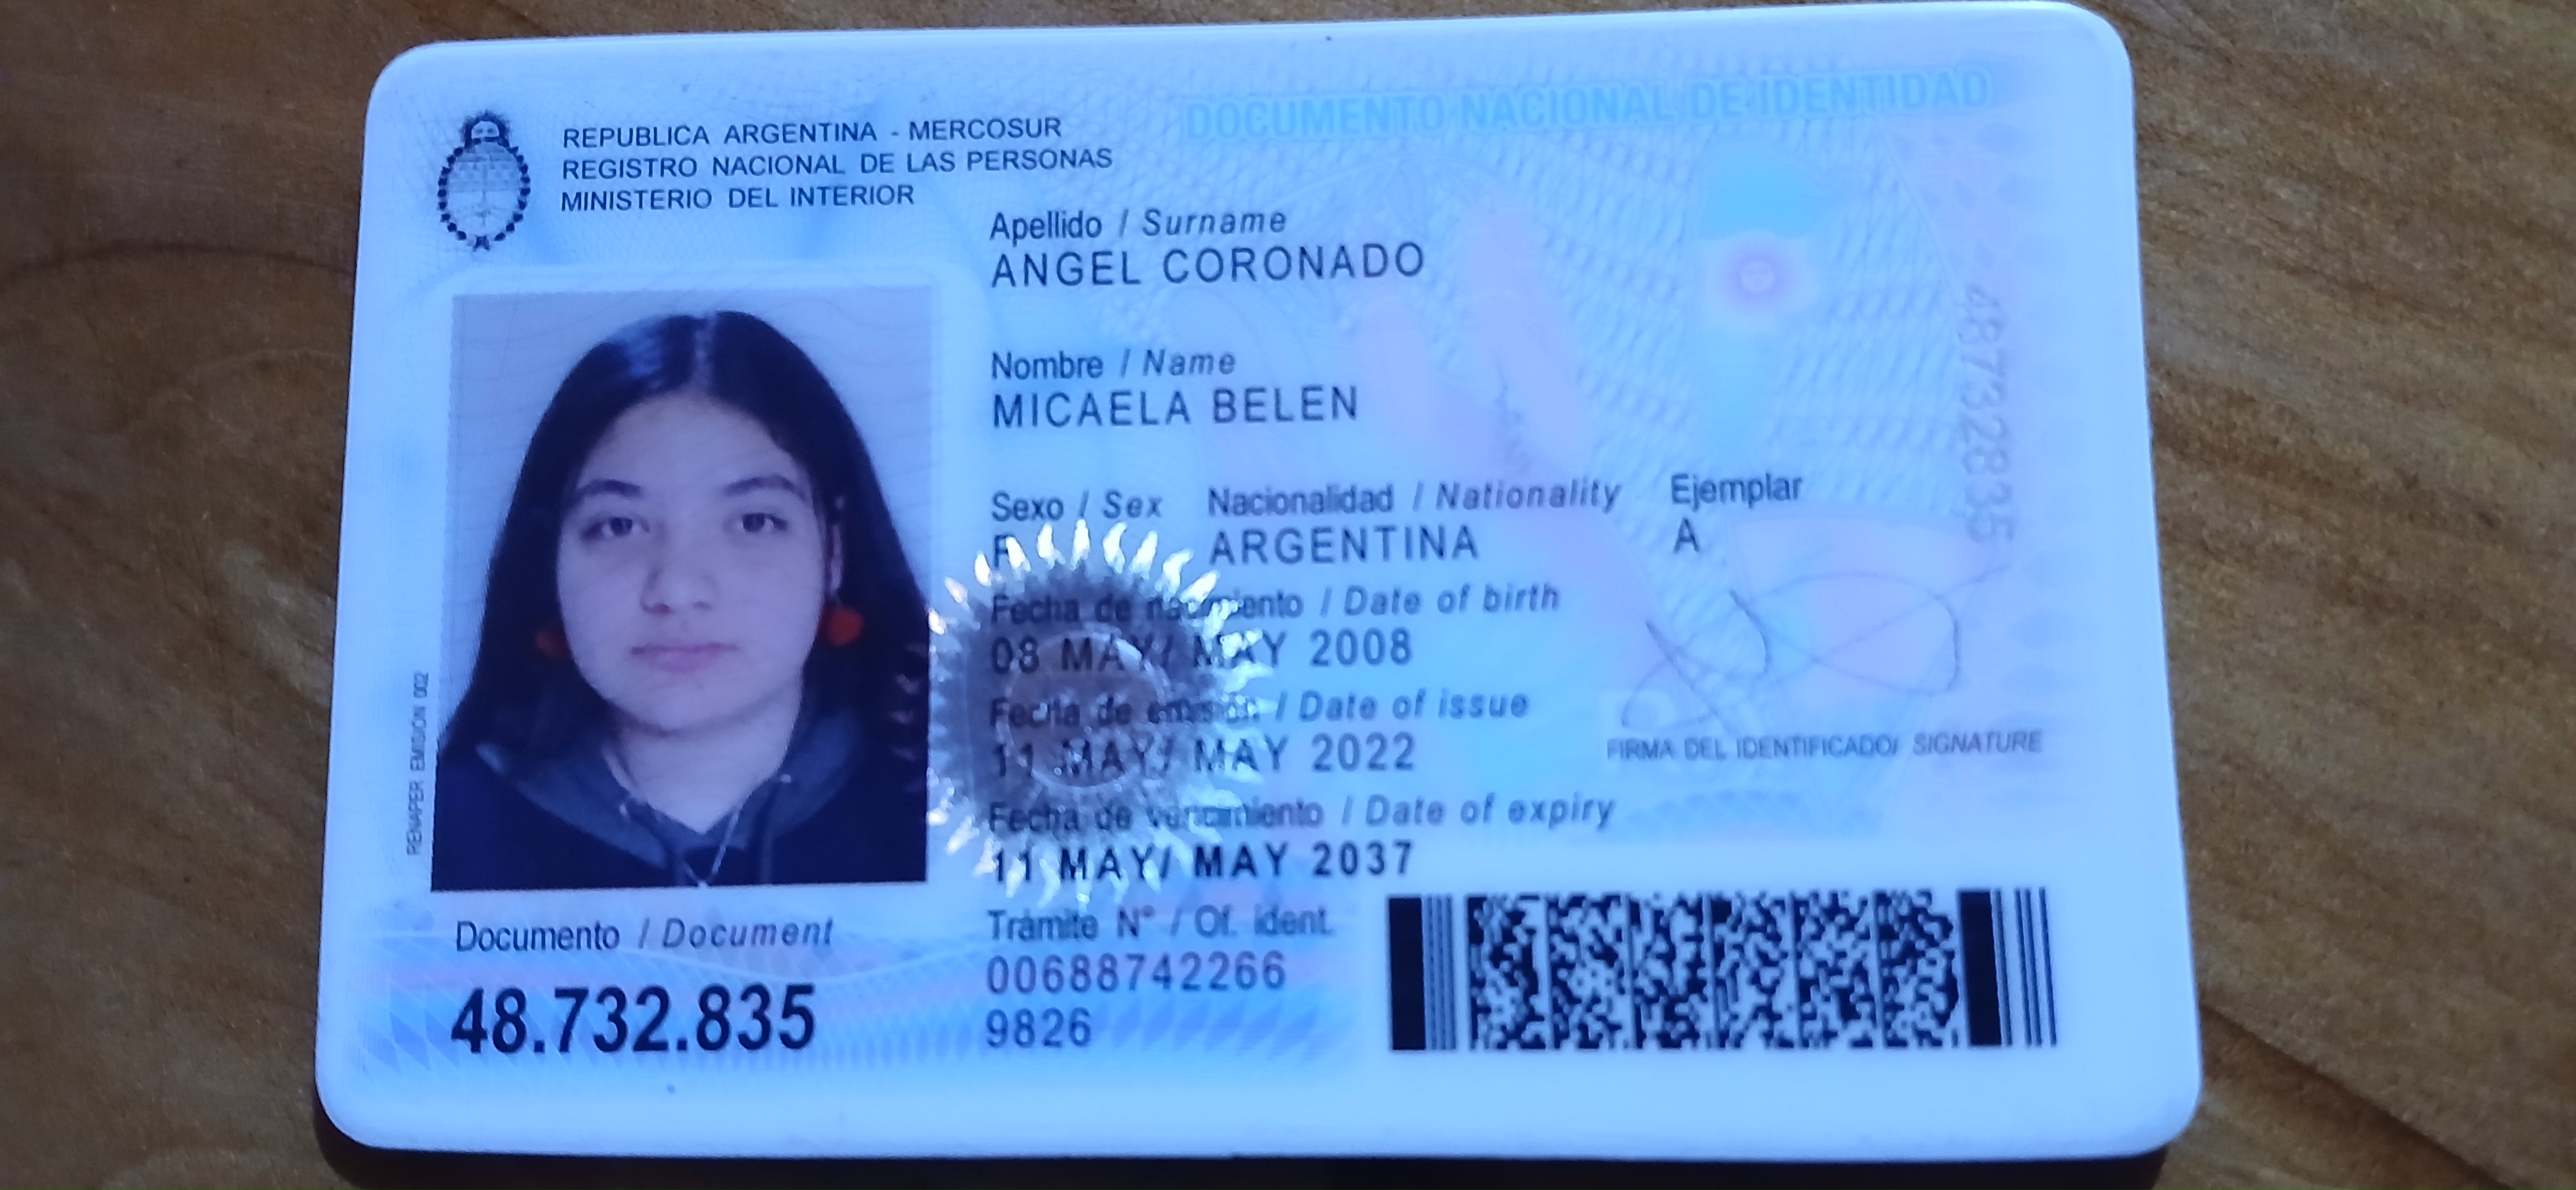 REPUBLICA ARGENTINA - MERCOSUR
REGISTRO NACIONAL DE LAS PERSONAS
MINISTERIO DEL INTERIOR
DOCUMENTO NACIONAL DE IDENTIDAD
Apellido / Surname
ANGEL CORONADO
Nombre / Name
MICAELA BELEN
Sexo / Sex Nacionalidad / Nationality Ejemplar
F ARGENTINA A
Fecha de nacimiento / Date of birth
08 MAY/ MAY 2008
Fecha de emisión / Date of issue
11 MAY/ MAY 2022
Fecha de vencimiento / Date of expiry
11 MAY/ MAY 2037
FIRMA DEL IDENTIFICADO/ SIGNATURE
RENAPER EMISIÓN 002
48732835
Documento / Document
48.732.835
Trámite N° / Of. ident.
00688742266
9826